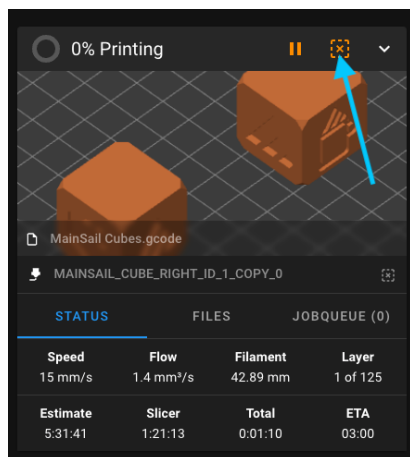 0% Printing
MainSail Cubes.gcode
MAINSAIL_CUBE_RIGHT_ID_1_COPY_0
STATUS FILES JOBQUEUE (0)
Speed Flow Filament Layer
15 mm/s 1.4 mm³/s 42.89 mm 1 of 125
Estimate Slicer Total ETA
5:31:41 1:21:13 0:01:10 03:00